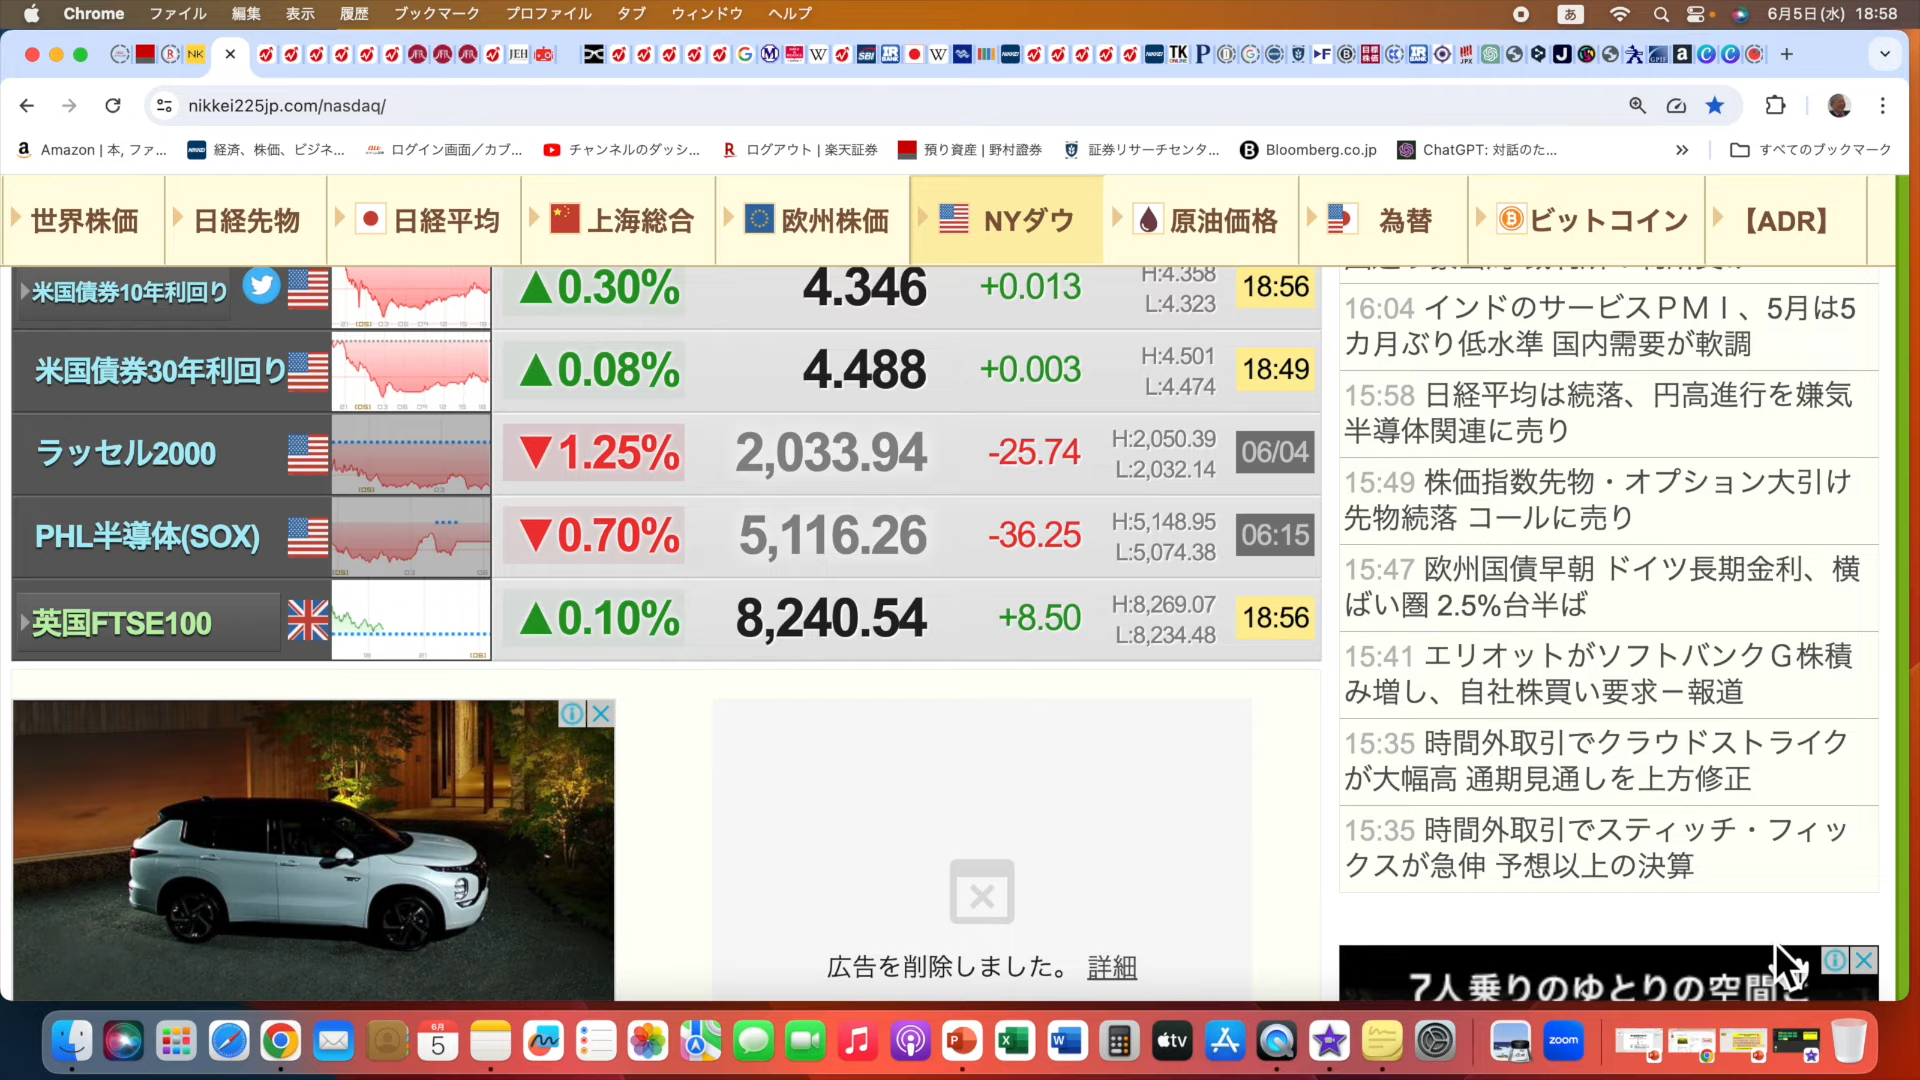 Chrome ファイル 編集 表示 履歴 ブックマーク プロファイル タブ ウィンドウ ヘルプ あ 6月5日(水) 18:58
nikkei225jp.com/nasdaq/
Amazon | 本, ファ... 経済、株価、ビジネ... ログイン画面／カブ... チャンネルのダッシ... ログアウト | 楽天証券 預り資産 | 野村證券 証券リサーチセンタ... Bloomberg.co.jp ChatGPT: 対話のた... » すべてのブックマーク
世界株価 日経先物 日経平均 上海総合 欧州株価 NYダウ 原油価格 為替 ビットコイン 【ADR】
米国債券10年利回り ▲0.30% 4.346 +0.013 H:4.358 L:4.323 18:56
米国債券30年利回り ▲0.08% 4.488 +0.003 H:4.501 L:4.474 18:49
ラッセル2000 ▼1.25% 2,033.94 -25.74 H:2,050.39 L:2,032.14 06/04
PHL半導体(SOX) ▼0.70% 5,116.26 -36.25 H:5,148.95 L:5,074.38 06:15
英国FTSE100 ▲0.10% 8,240.54 +8.50 H:8,269.07 L:8,234.48 18:56
広告を削除しました。 詳細
16:04 インドのサービスＰＭＩ、5月は5
カ月ぶり低水準 国内需要が軟調
15:58 日経平均は続落、円高進行を嫌気
半導体関連に売り
15:49 株価指数先物・オプション大引け
先物続落 コールに売り
15:47 欧州国債早朝 ドイツ長期金利、横
ばい圏 2.5%台半ば
15:41 エリオットがソフトバンクＧ株積
み増し、自社株買い要求－報道
15:35 時間外取引でクラウドストライク
が大幅高 通期見通しを上方修正
15:35 時間外取引でスティッチ・フィッ
クスが急伸 予想以上の決算
7人乗りのゆとりの空間と
6月
5
tv
zoom